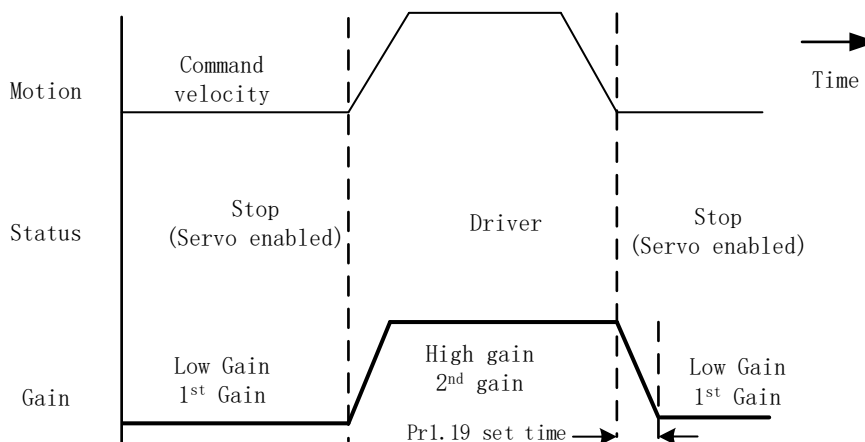 Command
velocity
Motion
Time
Stop
(Servo enabled)
Status
Driver
Stop
(Servo enabled)
Low Gain
1st Gain
Gain
High gain
2nd gain
Low Gain
1st Gain
Pr1.19 set time